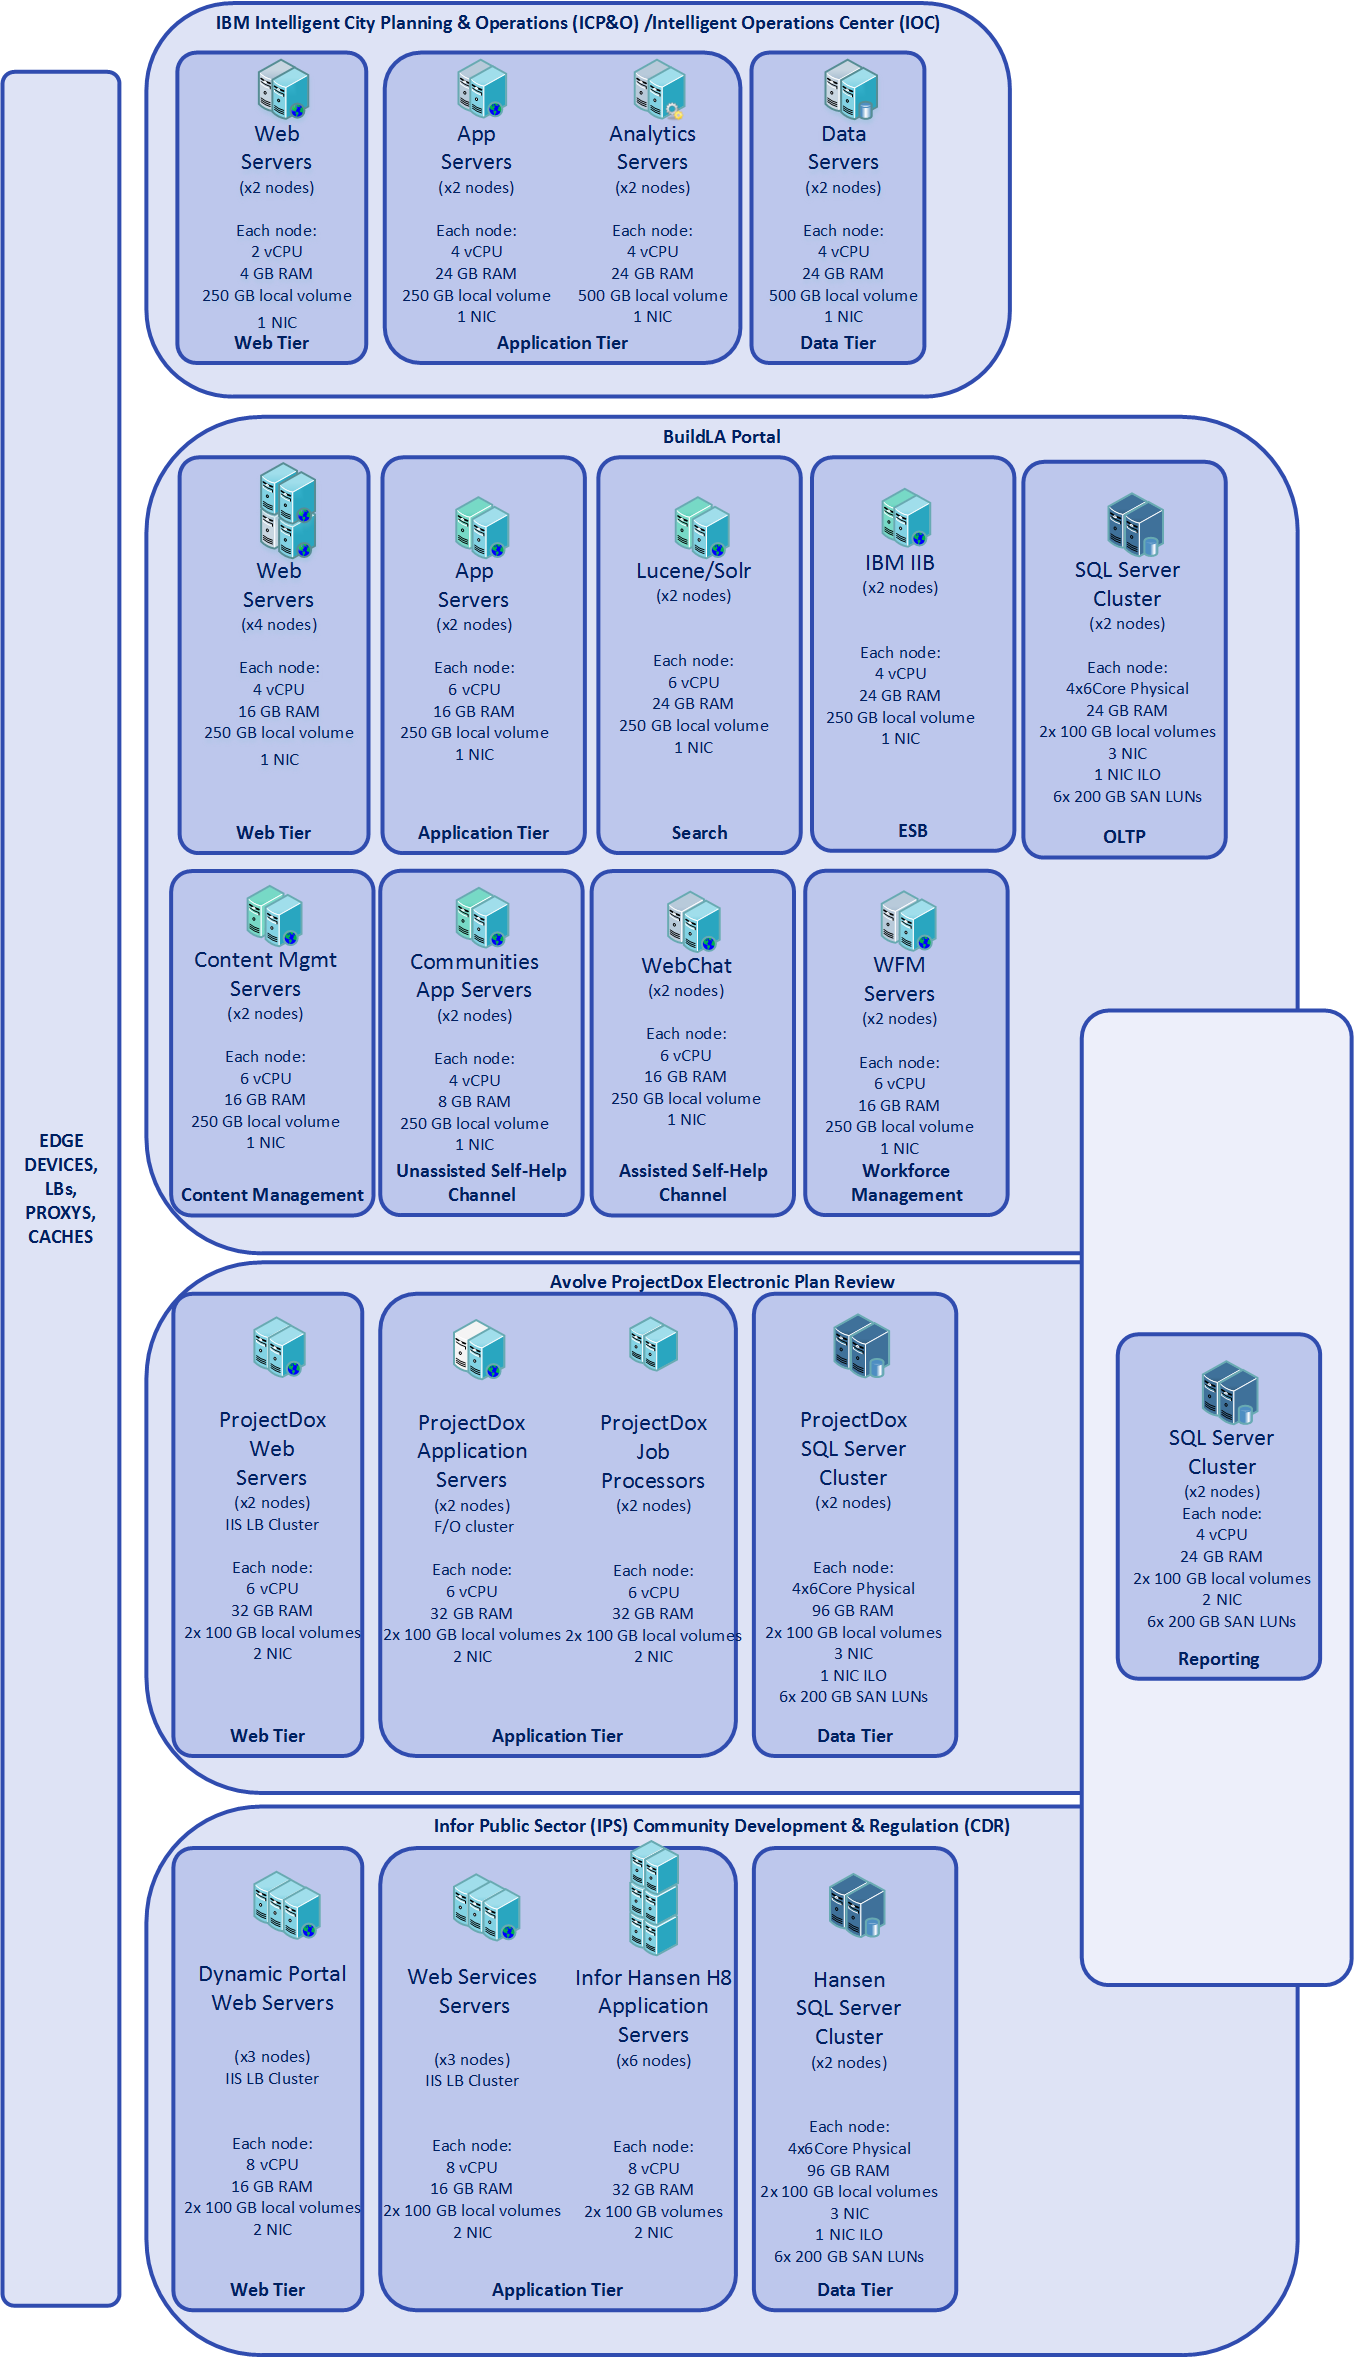 IBM Intelligent City Planning & Operations (ICP&O) /Intelligent Operations Center (IOC)
Web
Servers
(x2 nodes)
Each node:
2 vCPU
4 GB RAM
250 GB local volume
1 NIC
Web Tier
App
Servers
(x2 nodes)
Each node:
4 vCPU
24 GB RAM
250 GB local volume
1 NIC
Analytics
Servers
(x2 nodes)
Each node:
4 vCPU
24 GB RAM
500 GB local volume
1 NIC
Application Tier
Data
Servers
(x2 nodes)
Each node:
4 vCPU
24 GB RAM
500 GB local volume
1 NIC
Data Tier
EDGE
DEVICES,
LBs,
PROXYS,
CACHES
BuildLA Portal
Web
Servers
(x4 nodes)
Each node:
4 vCPU
16 GB RAM
250 GB local volume
1 NIC
Web Tier
App
Servers
(x2 nodes)
Each node:
6 vCPU
16 GB RAM
250 GB local volume
1 NIC
Application Tier
Lucene/Solr
(x2 nodes)
Each node:
6 vCPU
24 GB RAM
250 GB local volume
1 NIC
Search
IBM IIB
(x2 nodes)
Each node:
4 vCPU
24 GB RAM
250 GB local volume
1 NIC
ESB
SQL Server
Cluster
(x2 nodes)
Each node:
4x6Core Physical
24 GB RAM
2x 100 GB local volumes
3 NIC
1 NIC ILO
6x 200 GB SAN LUNs
OLTP
Content Mgmt
Servers
(x2 nodes)
Each node:
6 vCPU
16 GB RAM
250 GB local volume
1 NIC
Content Management
Communities
App Servers
(x2 nodes)
Each node:
4 vCPU
8 GB RAM
250 GB local volume
1 NIC
Unassisted Self-Help
Channel
WebChat
(x2 nodes)
Each node:
6 vCPU
16 GB RAM
250 GB local volume
1 NIC
Assisted Self-Help
Channel
WFM
Servers
(x2 nodes)
Each node:
6 vCPU
16 GB RAM
250 GB local volume
1 NIC
Workforce
Management
Avolve ProjectDox Electronic Plan Review
ProjectDox
Web
Servers
(x2 nodes)
IIS LB Cluster
Each node:
6 vCPU
32 GB RAM
2x 100 GB local volumes
2 NIC
Web Tier
ProjectDox
Application
Servers
(x2 nodes)
F/O cluster
Each node:
6 vCPU
32 GB RAM
2x 100 GB local volumes
2 NIC
ProjectDox
Job
Processors
(x2 nodes)
Each node:
6 vCPU
32 GB RAM
2x 100 GB local volumes
2 NIC
Application Tier
ProjectDox
SQL Server
Cluster
(x2 nodes)
Each node:
4x6Core Physical
96 GB RAM
2x 100 GB local volumes
3 NIC
1 NIC ILO
6x 200 GB SAN LUNs
Data Tier
SQL Server
Cluster
(x2 nodes)
Each node:
4 vCPU
24 GB RAM
2x 100 GB local volumes
2 NIC
6x 200 GB SAN LUNs
Reporting
Infor Public Sector (IPS) Community Development & Regulation (CDR)
Dynamic Portal
Web Servers
(x3 nodes)
IIS LB Cluster
Each node:
8 vCPU
16 GB RAM
2x 100 GB local volumes
2 NIC
Web Tier
Web Services
Servers
(x3 nodes)
IIS LB Cluster
Each node:
8 vCPU
16 GB RAM
2x 100 GB local volumes
2 NIC
Infor Hansen H8
Application
Servers
(x6 nodes)
Each node:
8 vCPU
32 GB RAM
2x 100 GB volumes
2 NIC
Application Tier
Hansen
SQL Server
Cluster
(x2 nodes)
Each node:
4x6Core Physical
96 GB RAM
2x 100 GB local volumes
3 NIC
1 NIC ILO
6x 200 GB SAN LUNs
Data Tier